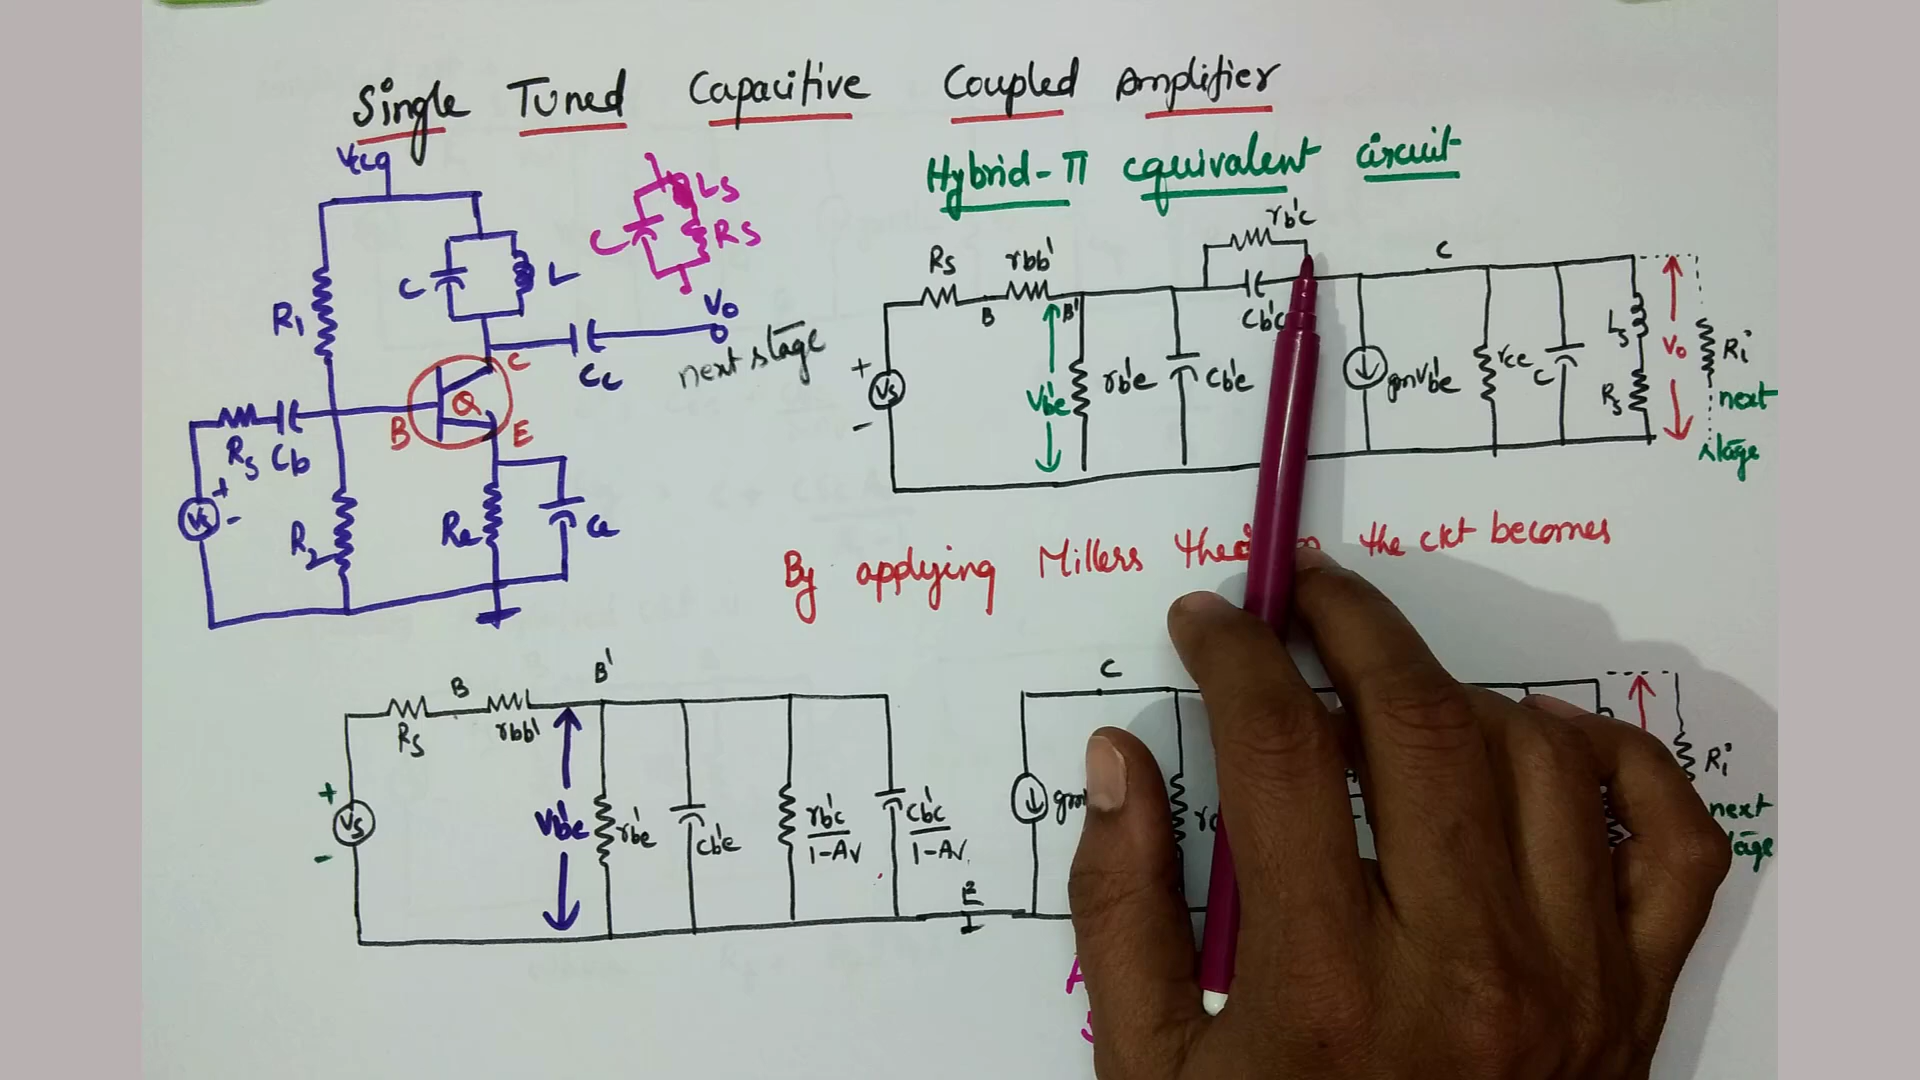 Single Tuned Capacitive Coupled Amplifier
Hybrid-π equivalent circuit
Vccq
R1
C
L
C
Ls
Rs
Vo
next stage
Cc
C
Q
B
E
Rs Cb
+
-
Vs
R2
Re
Ce
Rs
rbb'
B
B'
rb'c
Cb'c
C
+
-
Vs
Vb'e
rb'e
Cb'e
gmVb'e
rce
C
Ls
Rs
Vo
Ri
next
stage
By applying Millers the ckt becomes
B
B'
Rs
rbb'
+
-
Vs
Vb'e
rb'e
Cb'e
rb'c
1-Av
Cb'c
1-Av
E
C
Ri
next